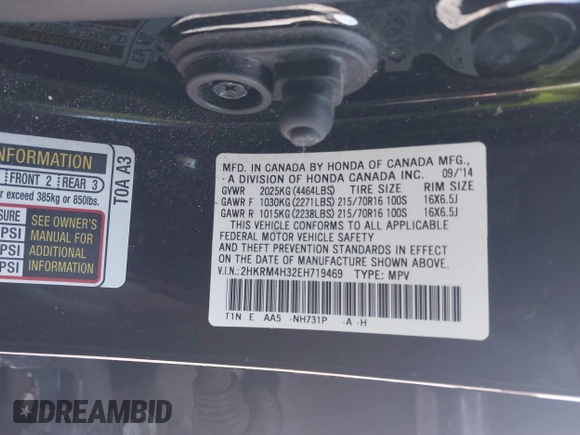 INFORMATION
FRONT 2 REAR 3
er exceed 385kg or 850lbs.
SURE
PSI
PSI
PSI
SEE OWNER'S
MANUAL FOR
ADDITIONAL
INFORMATION
T0A A3
MFD. IN CANADA BY HONDA OF CANADA MFG.,
A DIVISION OF HONDA CANADA INC. 09/'14
GVWR 2025KG (4464LBS) TIRE SIZE RIM SIZE
GAWR F 1030KG (2271LBS) 215/70R16 100S 16X6.5J
GAWR R 1015KG (2238LBS) 215/70R16 100S 16X6.5J
THIS VEHICLE CONFORMS TO ALL APPLICABLE
FEDERAL MOTOR VEHICLE SAFETY
AND THEFT PREVENTION STANDARDS IN EFFECT
ON THE DATE OF MANUFACTURE SHOWN ABOVE.
V.I.N.: 2HKRM4H32EH719469 TYPE: MPV
T1N E AA5 -NH731P -A -H
DREAMBID